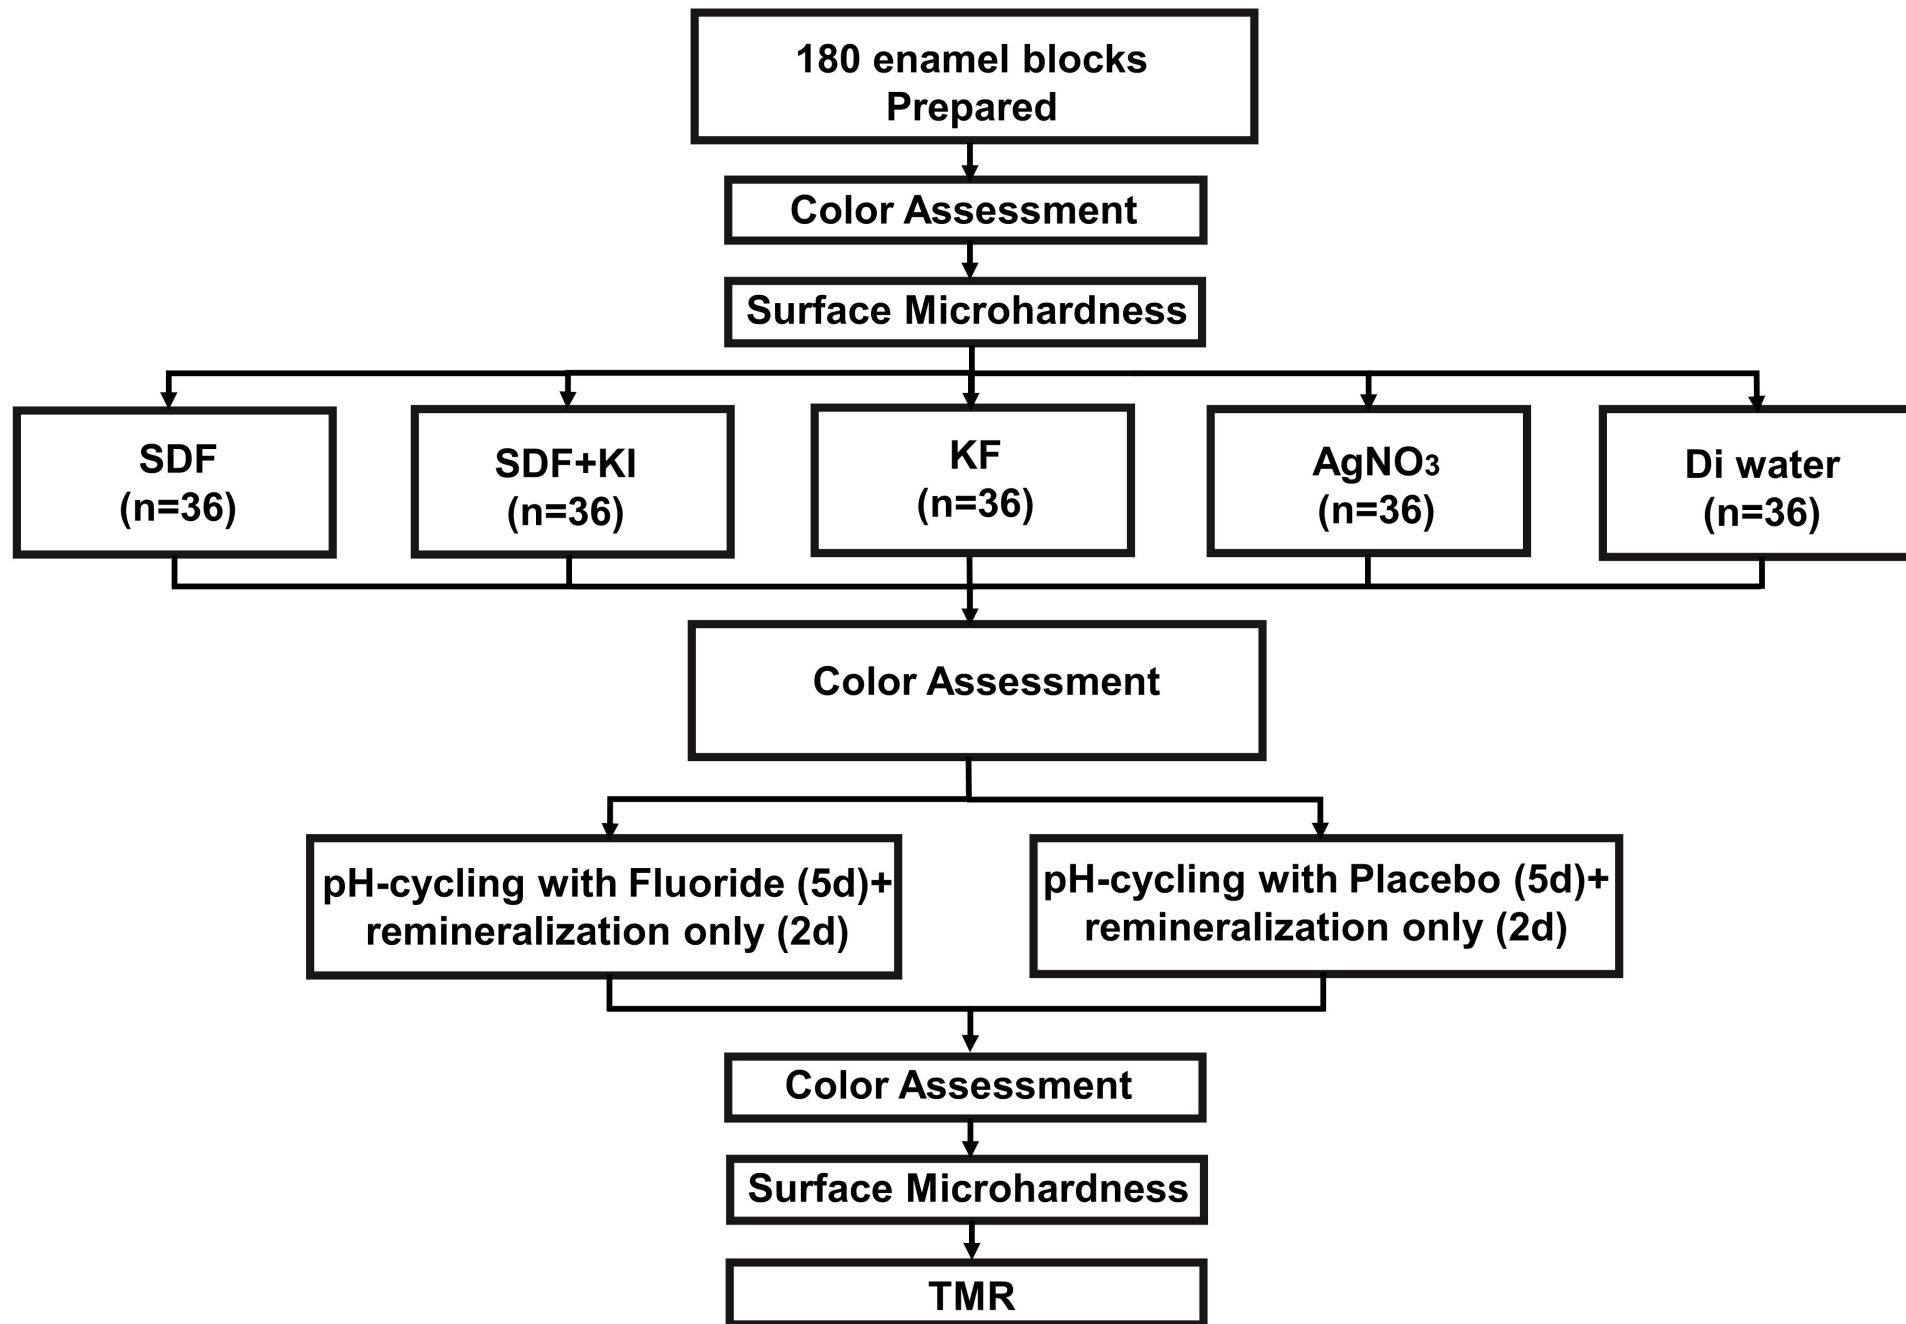 180 enamel blocks
Prepared
Color Assessment
Surface Microhardness
SDF
(n=36)
SDF+KI
(n=36)
KF
(n=36)
AgNO₃
(n=36)
Di water
(n=36)
Color Assessment
pH-cycling with Fluoride (5d)+
remineralization only (2d)
pH-cycling with Placebo (5d)+
remineralization only (2d)
Color Assessment
Surface Microhardness
TMR